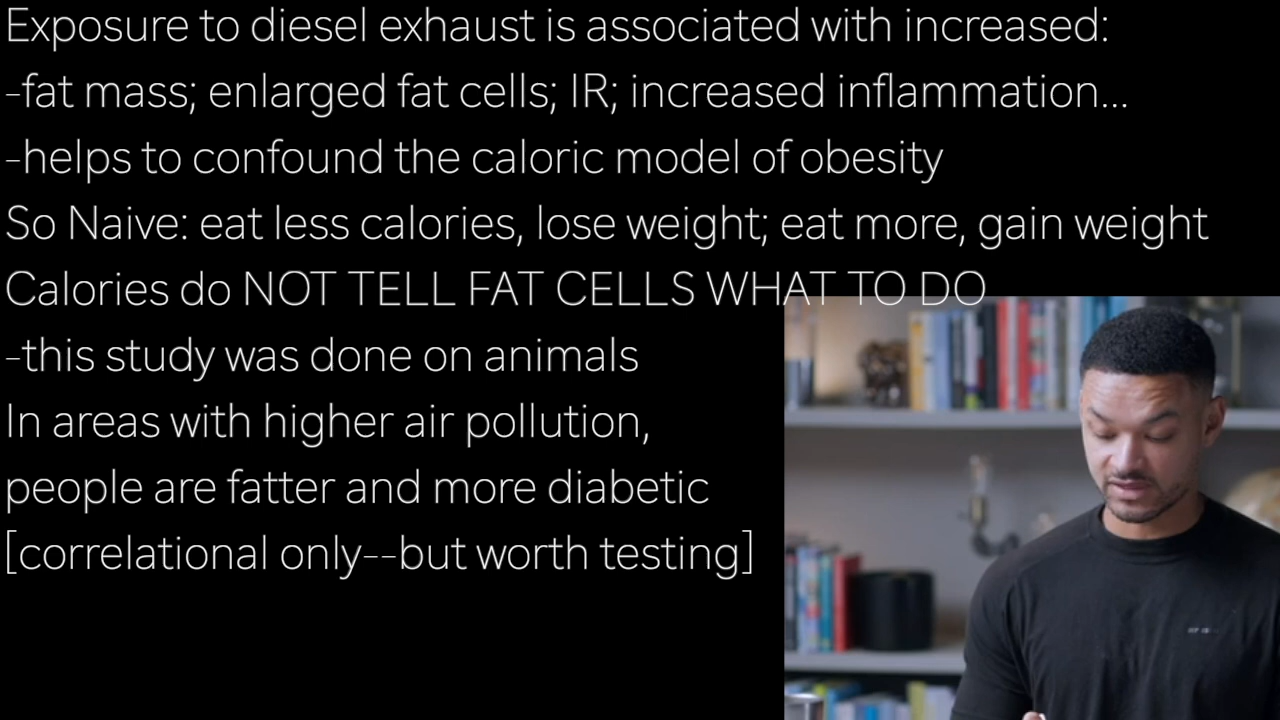 Exposure to diesel exhaust is associated with increased:
-fat mass; enlarged fat cells; IR; increased inflammation...
-helps to confound the caloric model of obesity
So Naive: eat less calories, lose weight; eat more, gain weight
Calories do NOT TELL FAT CELLS WHAT TO DO
-this study was done on animals
In areas with higher air pollution,
people are fatter and more diabetic
[correlational only--but worth testing]